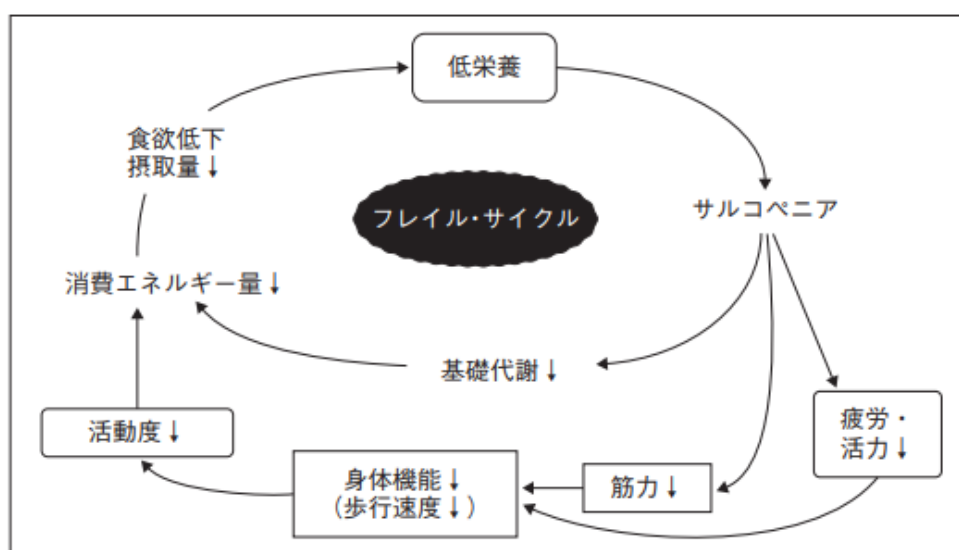 低栄養
食欲低下
摂取量↓
フレイル・サイクル
サルコペニア
消費エネルギー量↓
基礎代謝↓
活動度↓
疲労・
活力↓
身体機能↓
（歩行速度↓）
筋力↓